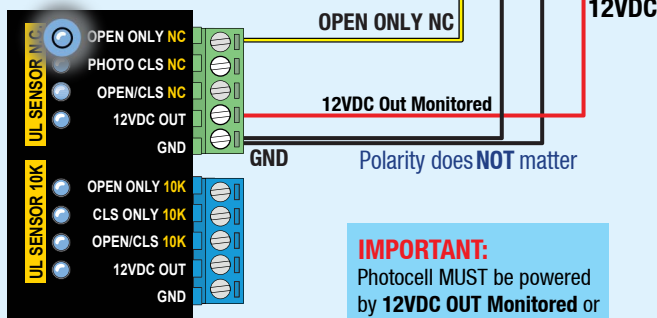 12VDC
OPEN ONLY NC
UL SENSOR N.C.
OPEN ONLY NC
PHOTO CLS NC
OPEN/CLS NC
12VDC OUT
GND
12VDC Out Monitored
GND
Polarity does NOT matter
UL SENSOR 10K
OPEN ONLY 10K
CLS ONLY 10K
OPEN/CLS 10K
12VDC OUT
GND
IMPORTANT:
Photocell MUST be powered
by 12VDC OUT Monitored or